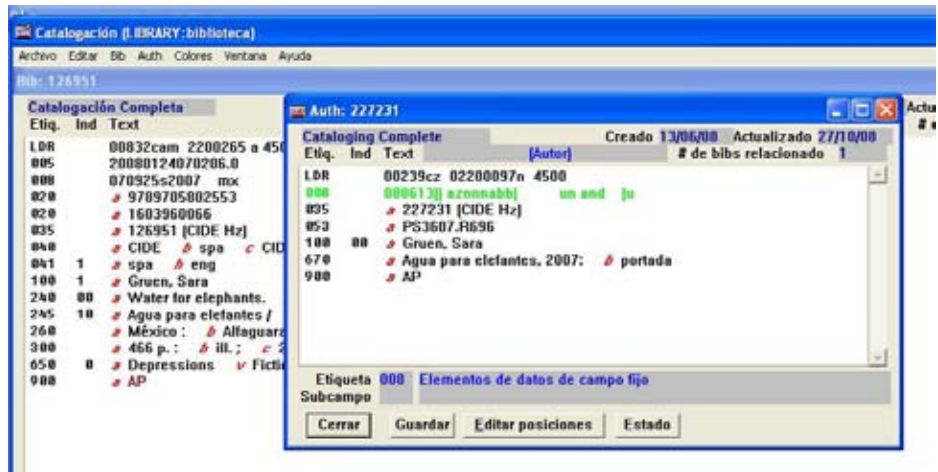 Catalogación (LIBRARY:biblioteca)
Archivo Editar Bib Auth Colores Ventana Ayuda
Bib: 126951
Catalogación Completa
Etiq. Ind Text
LDR 00832cam 2200265 a 450
005 20080124070206.0
008 070925s2007 mx
020 a 9789705802553
020 a 1603960066
035 a 126951 (CIDE Hz)
040 a CIDE b spa c CID
041 1 a spa h eng
100 1 a Gruen, Sara
240 00 a Water for elephants.
245 10 a Agua para elefantes /
260 a México : b Alfaguara
300 a 466 p. : b ill. ; c 2
650 0 a Depressions v Fictio
900 a AP
Auth: 227231
Cataloging Complete Creado 13/06/08 Actualizado 27/10/08
Etiq. Ind Text (Autor) # de bibs relacionado 1
LDR 00239cz 02200097n 4500
008 080613|| aznnnabb| un and |u
035 a 227231 (CIDE Hz)
053 a PS3607.R696
100 00 a Gruen, Sara
670 a Agua para elefantes, 2007: b portada
900 a AP
Etiqueta 008 Elementos de datos de campo fijo
Subcampo
Cerrar Guardar Editar posiciones Estado
Actu
#